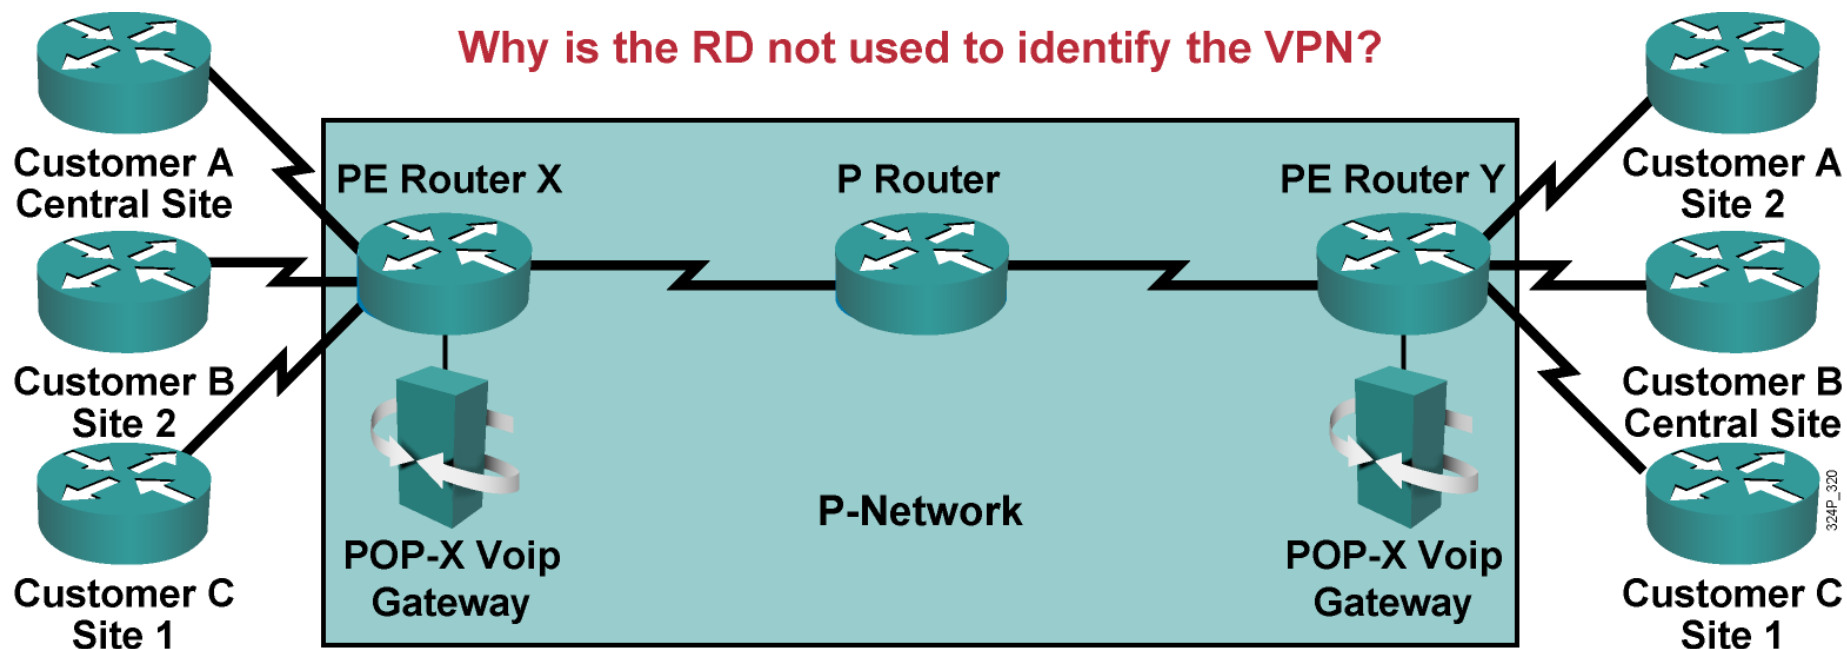 Why is the RD not used to identify the VPN?
Customer A
Central Site
Customer B
Site 2
Customer C
Site 1
PE Router X
P Router
PE Router Y
POP-X Voip
Gateway
P-Network
POP-X Voip
Gateway
Customer A
Site 2
Customer B
Central Site
Customer C
Site 1
324P_320